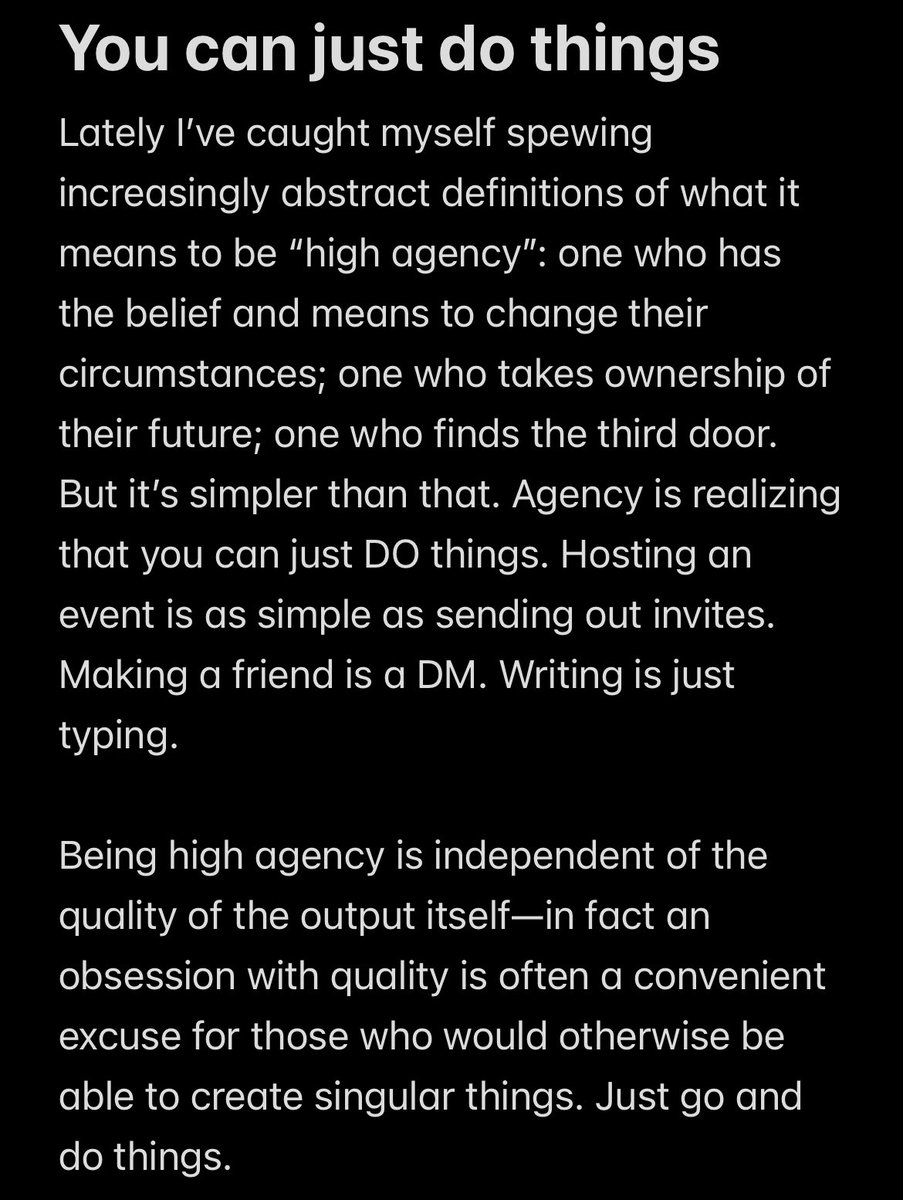 You can just do things
Lately I’ve caught myself spewing
increasingly abstract definitions of what it
means to be “high agency”: one who has
the belief and means to change their
circumstances; one who takes ownership of
their future; one who finds the third door.
But it’s simpler than that. Agency is realizing
that you can just DO things. Hosting an
event is as simple as sending out invites.
Making a friend is a DM. Writing is just
typing.
Being high agency is independent of the
quality of the output itself—in fact an
obsession with quality is often a convenient
excuse for those who would otherwise be
able to create singular things. Just go and
do things.